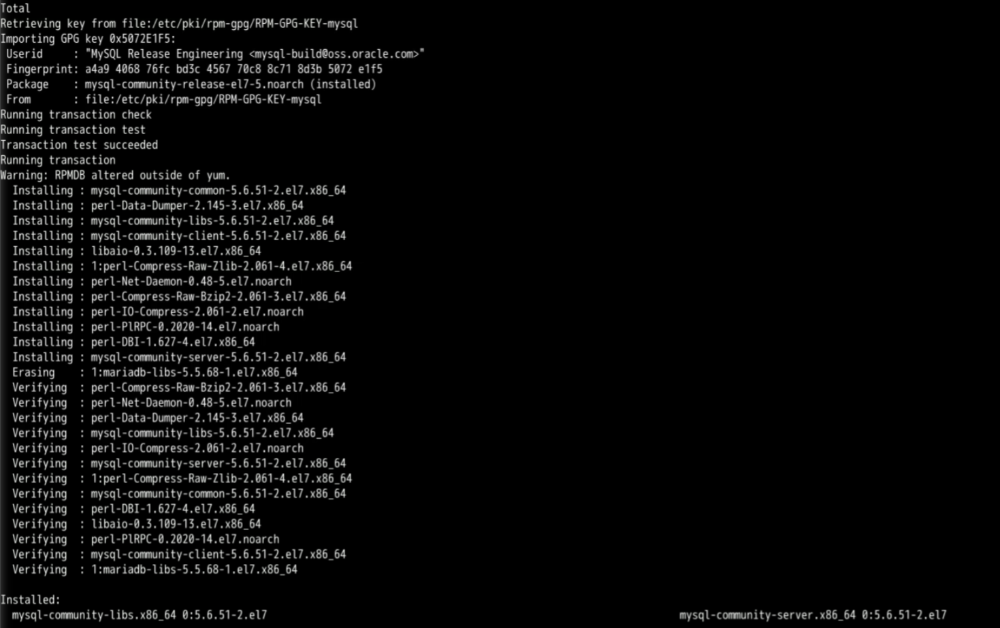 Total
Retrieving key from file:/etc/pki/rpm-gpg/RPM-GPG-KEY-mysql
Importing GPG key 0x5072E1F5:
 Userid     : "MySQL Release Engineering <mysql-build@oss.oracle.com>"
 Fingerprint: a4a9 4068 76fc bd3c 4567 70c8 8c71 8d3b 5072 e1f5
 Package    : mysql-community-release-el7-5.noarch (installed)
 From       : file:/etc/pki/rpm-gpg/RPM-GPG-KEY-mysql
Running transaction check
Running transaction test
Transaction test succeeded
Running transaction
Warning: RPMDB altered outside of yum.
  Installing : mysql-community-common-5.6.51-2.el7.x86_64
  Installing : perl-Data-Dumper-2.145-3.el7.x86_64
  Installing : mysql-community-libs-5.6.51-2.el7.x86_64
  Installing : mysql-community-client-5.6.51-2.el7.x86_64
  Installing : libaio-0.3.109-13.el7.x86_64
  Installing : 1:perl-Compress-Raw-Zlib-2.061-4.el7.x86_64
  Installing : perl-Net-Daemon-0.48-5.el7.noarch
  Installing : perl-Compress-Raw-Bzip2-2.061-3.el7.x86_64
  Installing : perl-IO-Compress-2.061-2.el7.noarch
  Installing : perl-PlRPC-0.2020-14.el7.noarch
  Installing : perl-DBI-1.627-4.el7.x86_64
  Installing : mysql-community-server-5.6.51-2.el7.x86_64
  Erasing    : 1:mariadb-libs-5.5.68-1.el7.x86_64
  Verifying  : perl-Compress-Raw-Bzip2-2.061-3.el7.x86_64
  Verifying  : perl-Net-Daemon-0.48-5.el7.noarch
  Verifying  : perl-Data-Dumper-2.145-3.el7.x86_64
  Verifying  : mysql-community-libs-5.6.51-2.el7.x86_64
  Verifying  : perl-IO-Compress-2.061-2.el7.noarch
  Verifying  : mysql-community-server-5.6.51-2.el7.x86_64
  Verifying  : 1:perl-Compress-Raw-Zlib-2.061-4.el7.x86_64
  Verifying  : mysql-community-common-5.6.51-2.el7.x86_64
  Verifying  : perl-DBI-1.627-4.el7.x86_64
  Verifying  : libaio-0.3.109-13.el7.x86_64
  Verifying  : perl-PlRPC-0.2020-14.el7.noarch
  Verifying  : mysql-community-client-5.6.51-2.el7.x86_64
  Verifying  : 1:mariadb-libs-5.5.68-1.el7.x86_64

Installed:
  mysql-community-libs.x86_64 0:5.6.51-2.el7    mysql-community-server.x86_64 0:5.6.51-2.el7